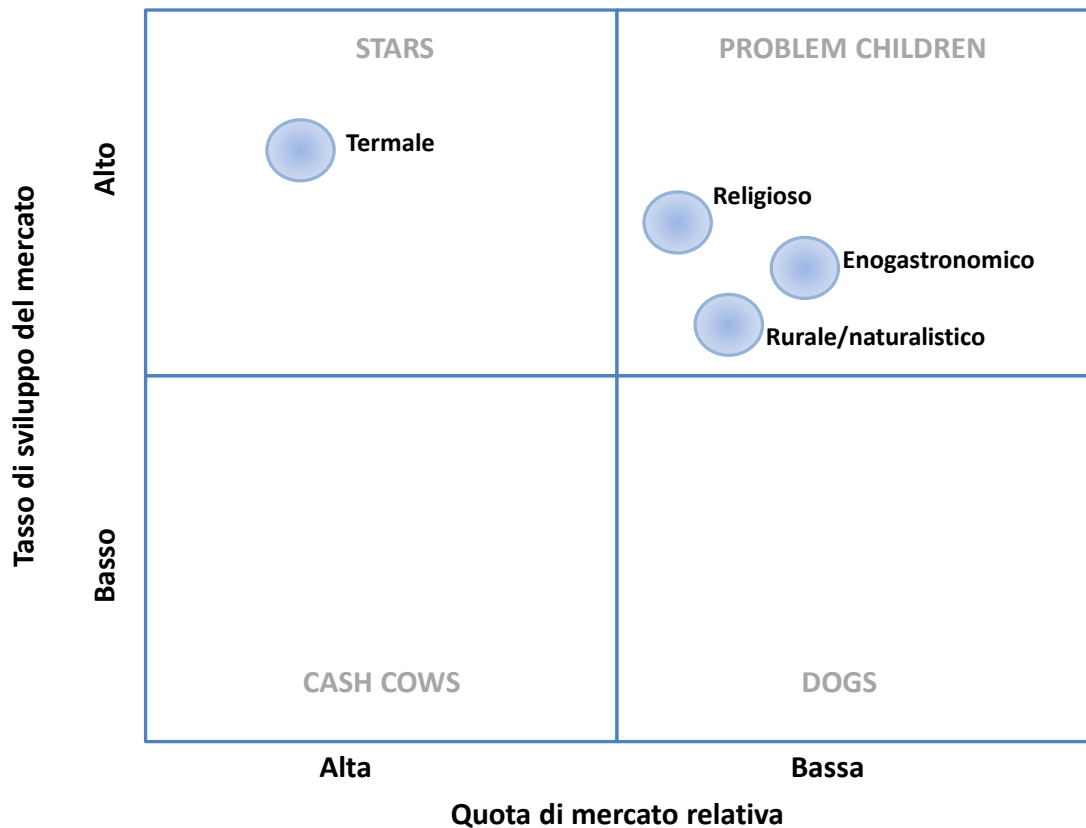 STARS
PROBLEM CHILDREN
Termale
Religioso
Enogastronomico
Rurale/naturalistico
Tasso di sviluppo del mercato
Alto
Basso
CASH COWS
DOGS
Alta
Bassa
Quota di mercato relativa